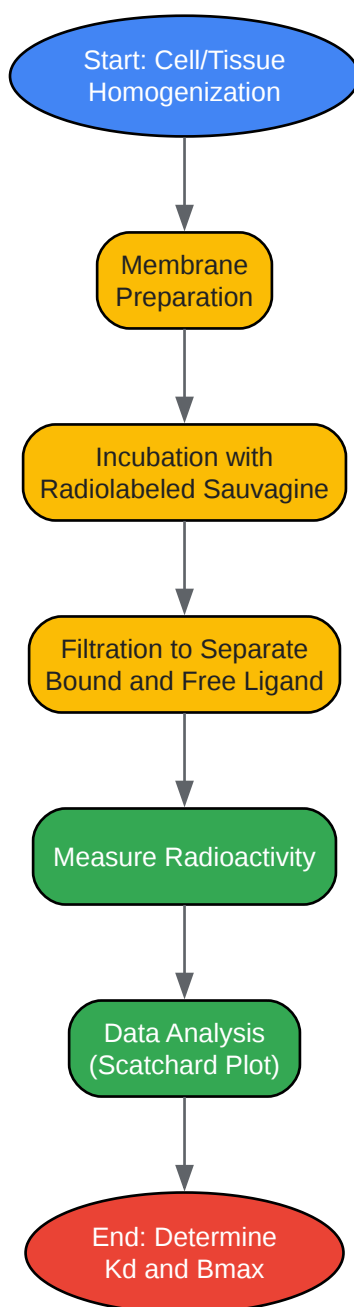 Start: Cell/Tissue
Homogenization
Membrane
Preparation
Incubation with
Radiolabeled Sauvagine
Filtration to Separate
Bound and Free Ligand
Measure Radioactivity
Data Analysis
(Scatchard Plot)
End: Determine
Kd and Bmax